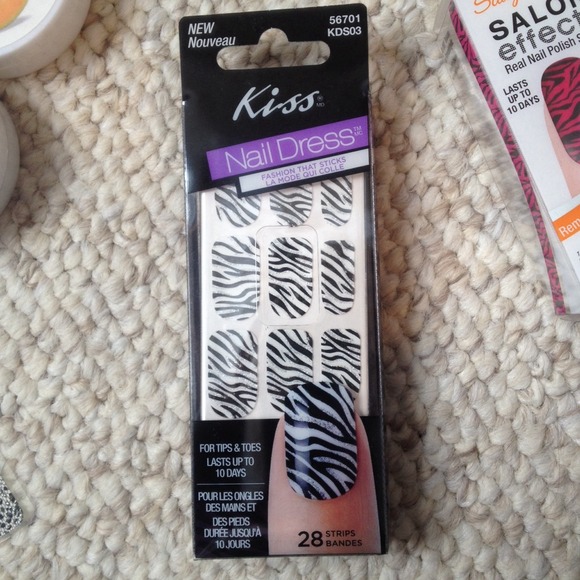 NEW
Nouveau
56701
KDS03
Kiss
MD
Nail Dress TM MC
FASHION THAT STICKS
LA MODE QUI COLLE
FOR TIPS & TOES
LASTS UP TO
10 DAYS
POUR LES ONGLES
DES MAINS ET
DES PIEDS
DURÉE JUSQU'À
10 JOURS
28 STRIPS
BANDES
SALON
effec
Real Nail Polish S
LASTS
UP TO
10 DAYS